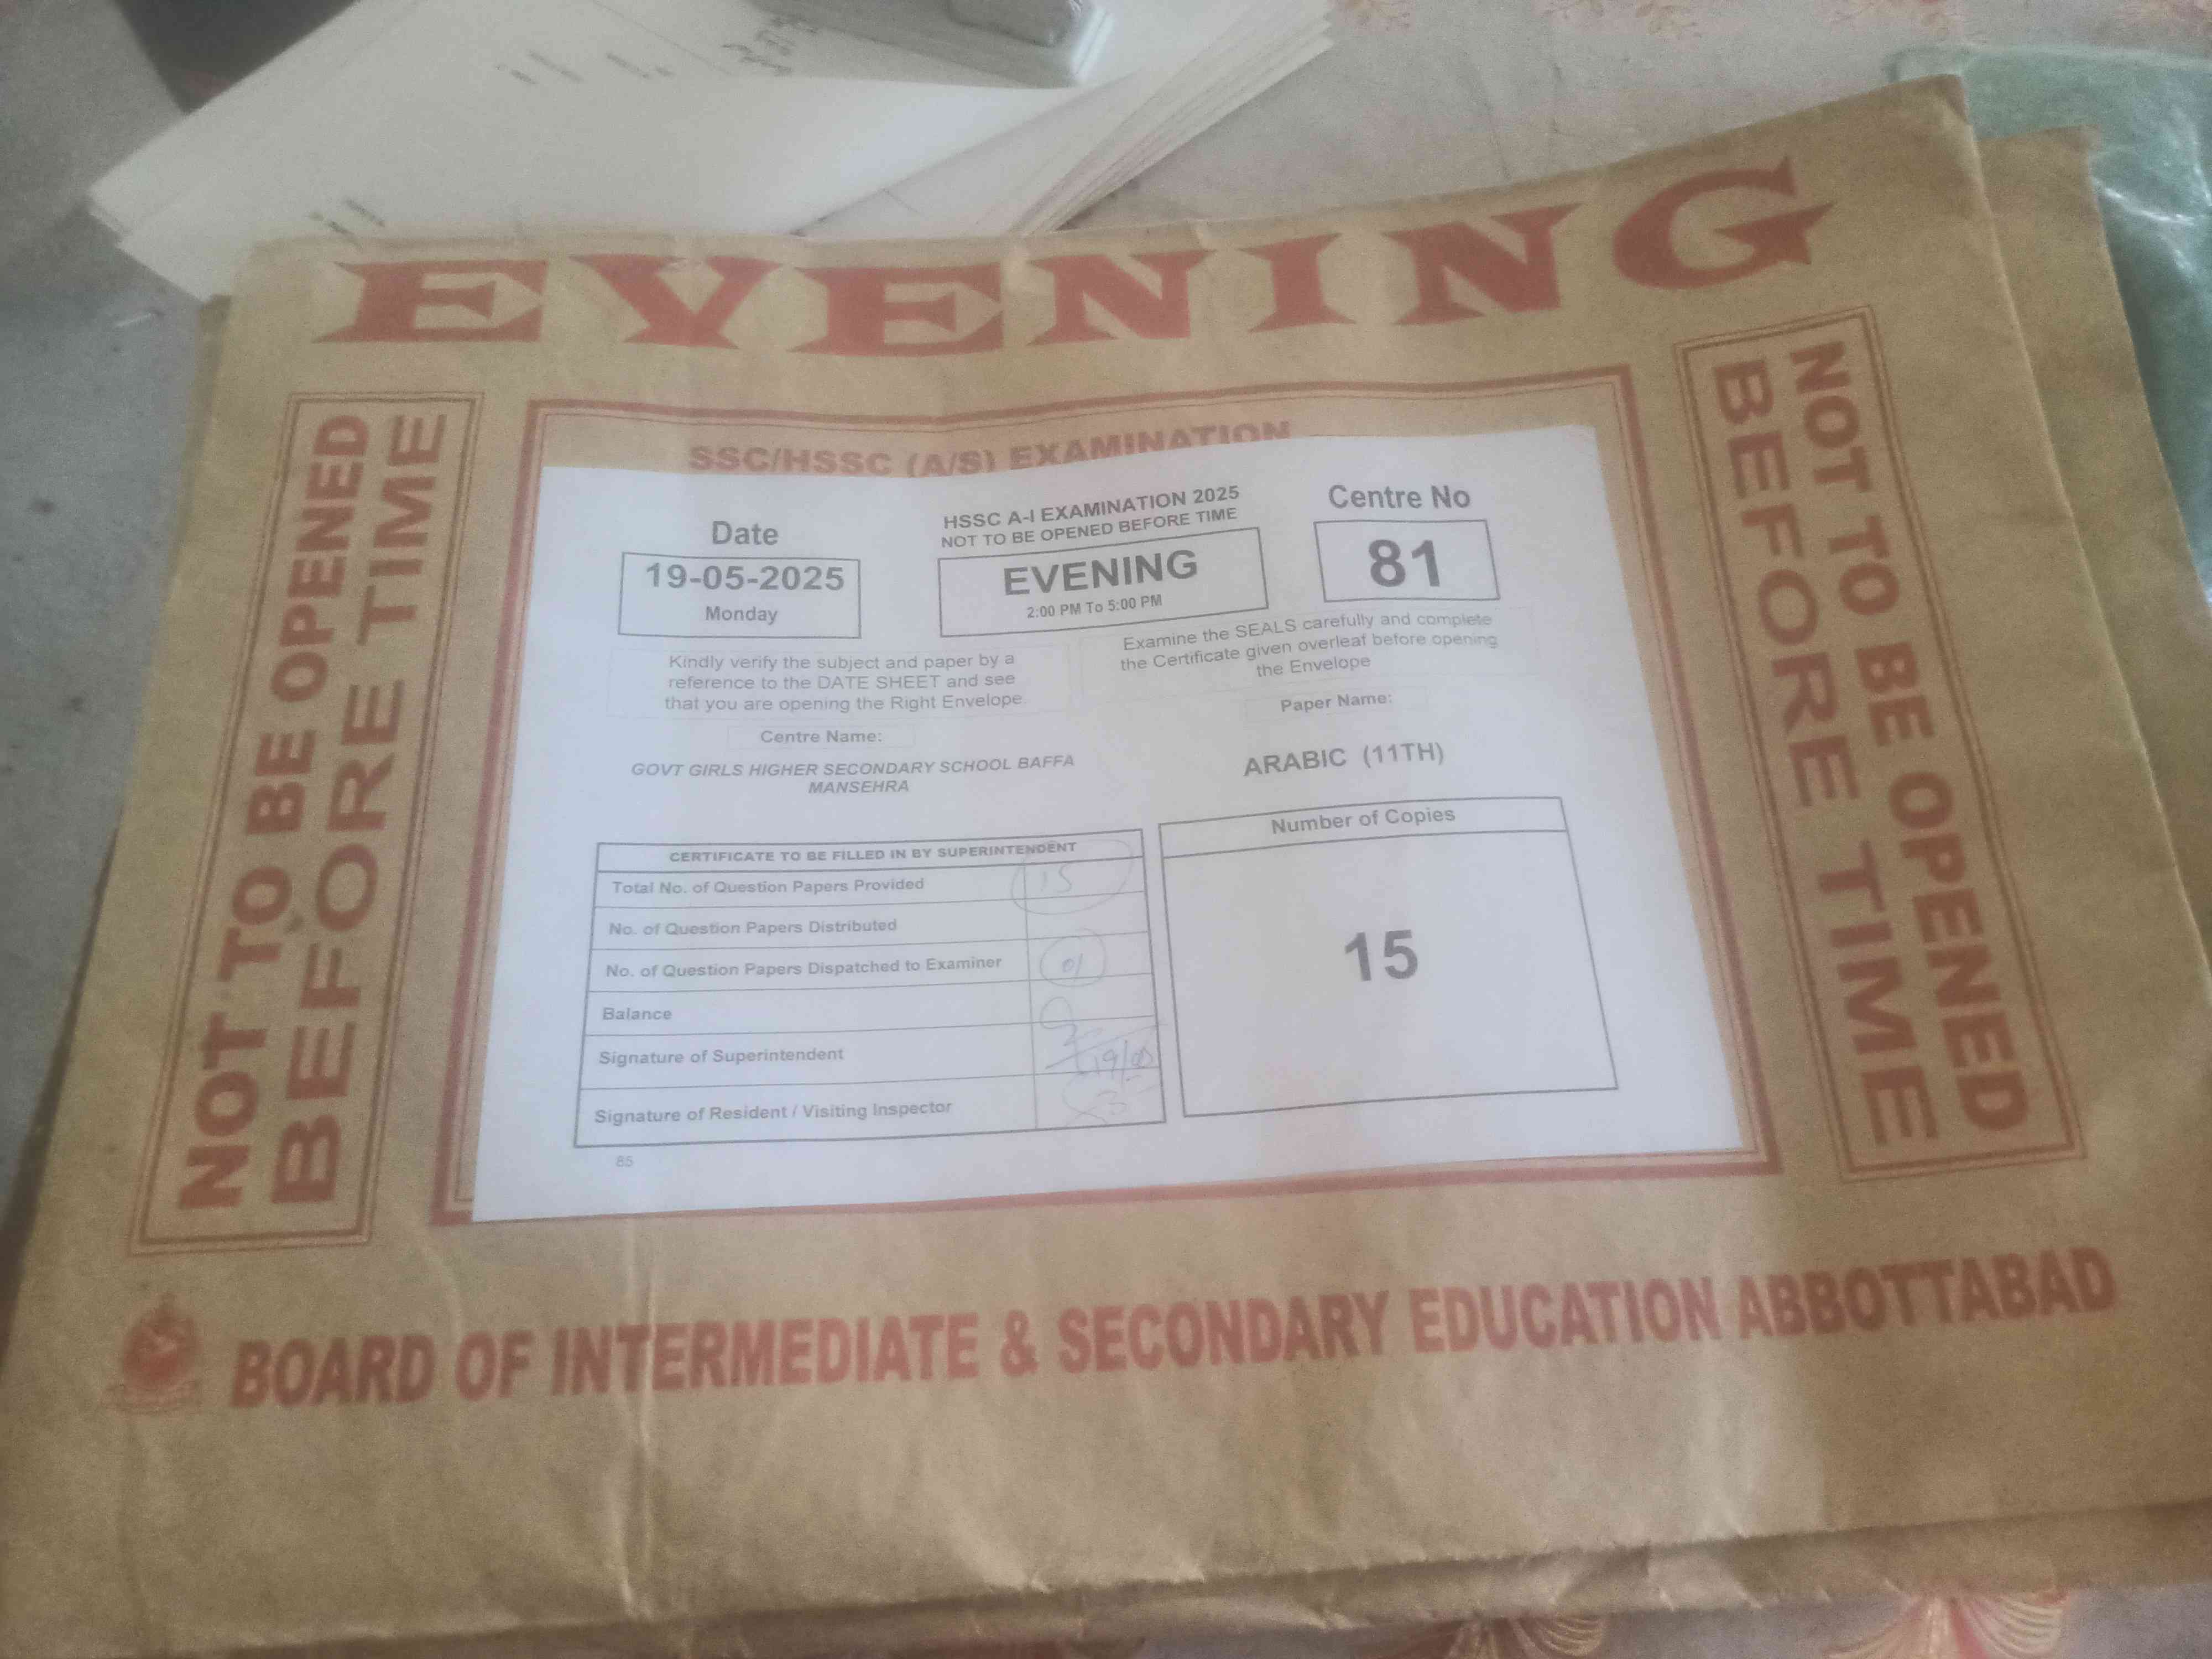 EVENING
NOT TO BE OPENED
BEFORE TIME
NOT TO BE OPENED
BEFORE TIME
SSC/HSSC (A/S) EXAMINATION
HSSC A-I EXAMINATION 2025
NOT TO BE OPENED BEFORE TIME
Date
19-05-2025
Monday
EVENING
2:00 PM To 5:00 PM
Centre No
81
Kindly verify the subject and paper by a
reference to the DATE SHEET and see
that you are opening the Right Envelope.
Examine the SEALS carefully and complete
the Certificate given overleaf before opening
the Envelope
Centre Name:
GOVT GIRLS HIGHER SECONDARY SCHOOL BAFFA
MANSEHRA
Paper Name:
ARABIC (11TH)
CERTIFICATE TO BE FILLED IN BY SUPERINTENDENT
Total No. of Question Papers Provided 15
No. of Question Papers Distributed
No. of Question Papers Dispatched to Examiner 01
Balance
Signature of Superintendent
Signature of Resident / Visiting Inspector
Number of Copies
15
85
BOARD OF INTERMEDIATE & SECONDARY EDUCATION ABBOTTABAD